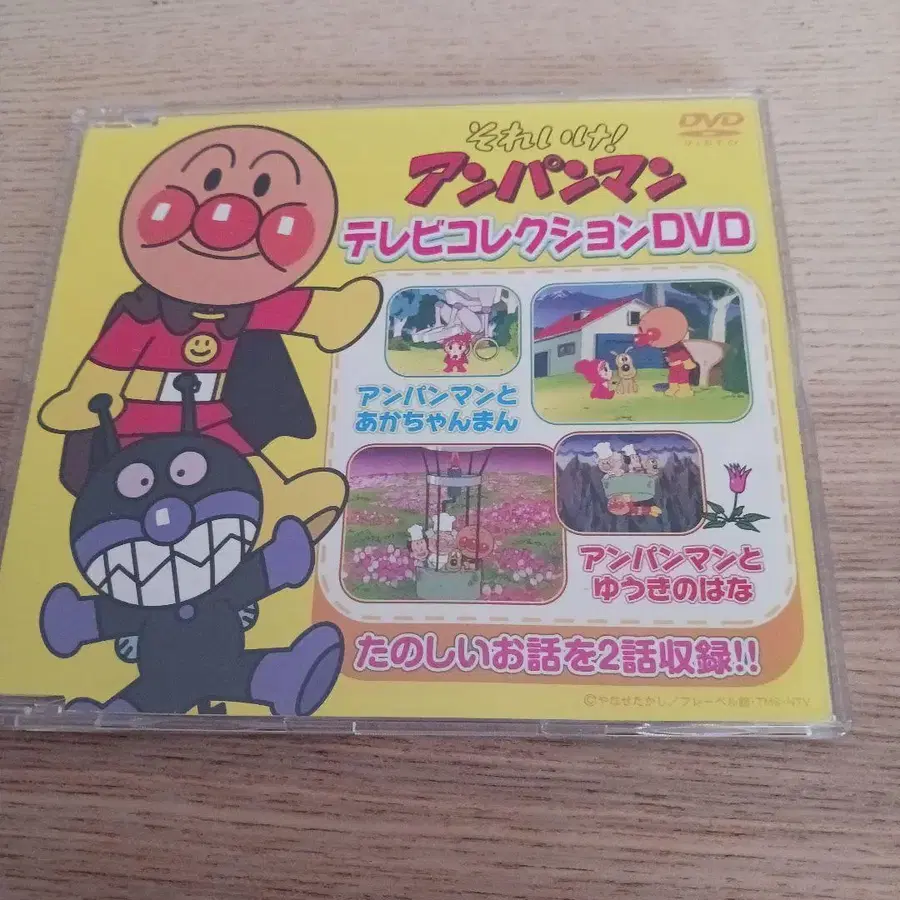 DVD
VIDEO
それいけ!
アンパンマン
テレビコレクションDVD
アンパンマンと
あかちゃんまん
アンパンマンと
ゆうきのはな
たのしいお話を2話収録!!
©やなせたかし/フレーベル館・TMS・NTV